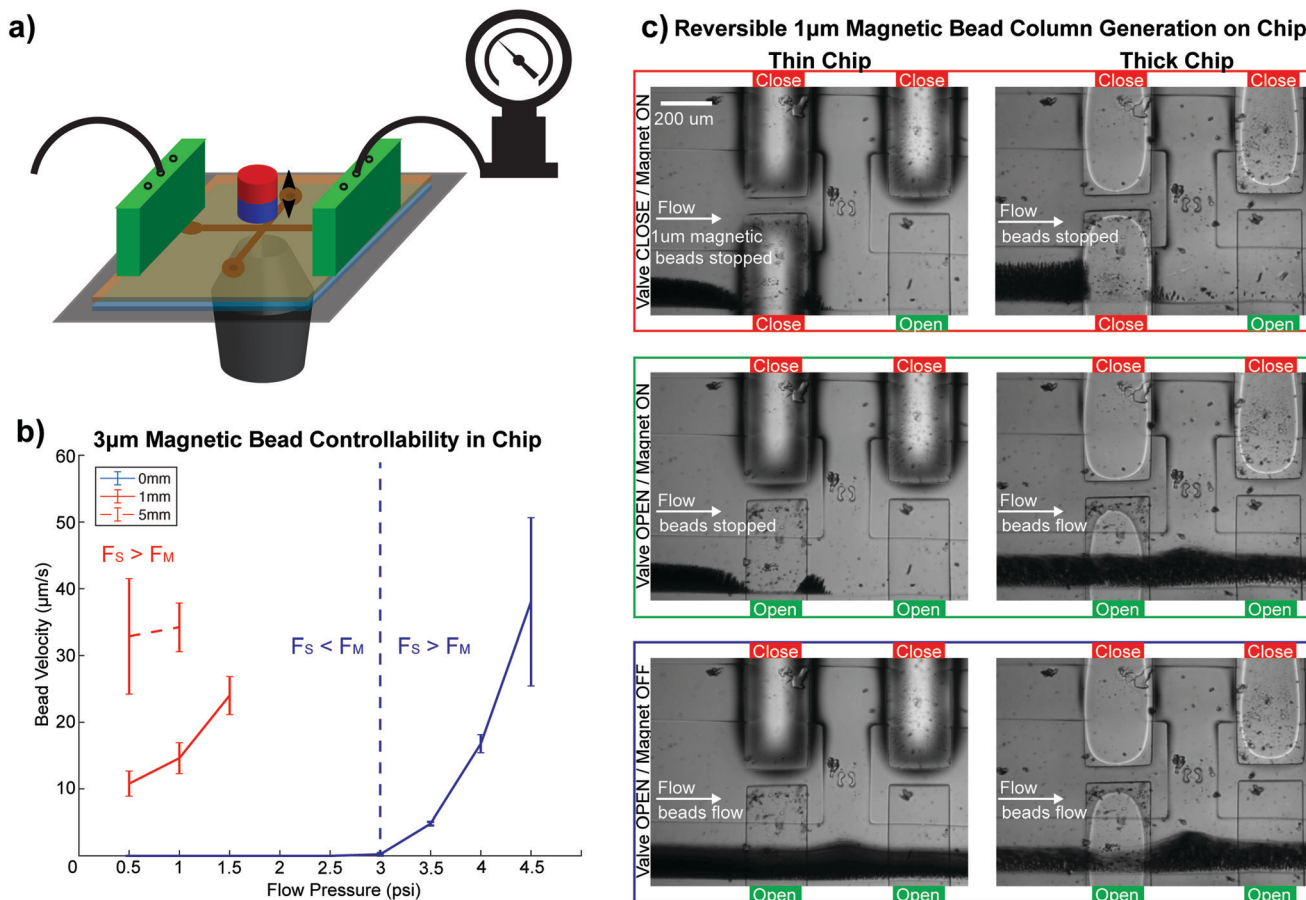 a)
b)
3µm Magnetic Bead Controllability in Chip
Bead Velocity (µm/s)
60
50
40
30
20
10
0mm
1mm
5mm
Fs > FM
Fs < FM
Fs > FM
0
0.5
1
1.5
2
2.5
3
3.5
4
4.5
Flow Pressure (psi)
c) Reversible 1µm Magnetic Bead Column Generation on Chip
Thin Chip
Thick Chip
Valve CLOSE / Magnet ON
Close
Close
Close
Close
200 um
Flow
1um magnetic
beads stopped
Flow
beads stopped
Close
Open
Close
Open
Valve OPEN / Magnet ON
Close
Close
Close
Close
Flow
beads stopped
Flow
beads flow
Open
Open
Open
Open
Valve OPEN / Magnet OFF
Close
Close
Close
Close
Flow
beads flow
Flow
beads flow
Open
Open
Open
Open